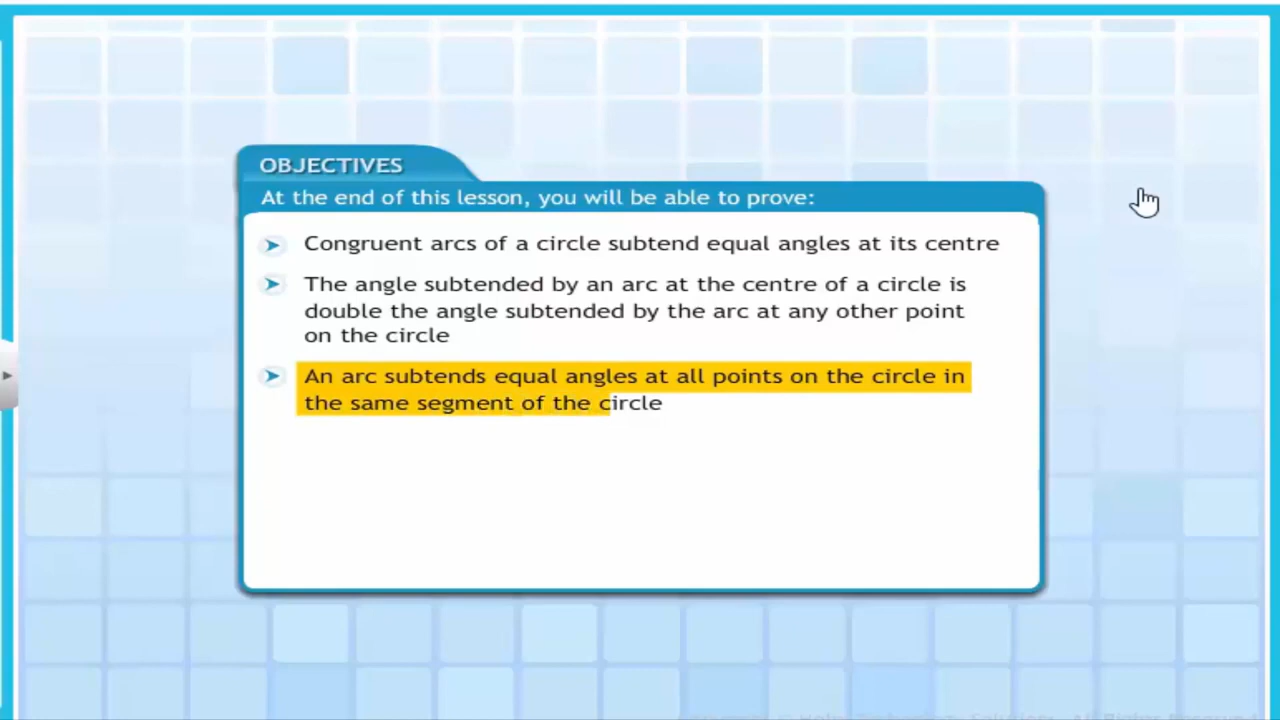 OBJECTIVES
At the end of this lesson, you will be able to prove:
Congruent arcs of a circle subtend equal angles at its centre
The angle subtended by an arc at the centre of a circle is
double the angle subtended by the arc at any other point
on the circle
An arc subtends equal angles at all points on the circle in
the same segment of the circle